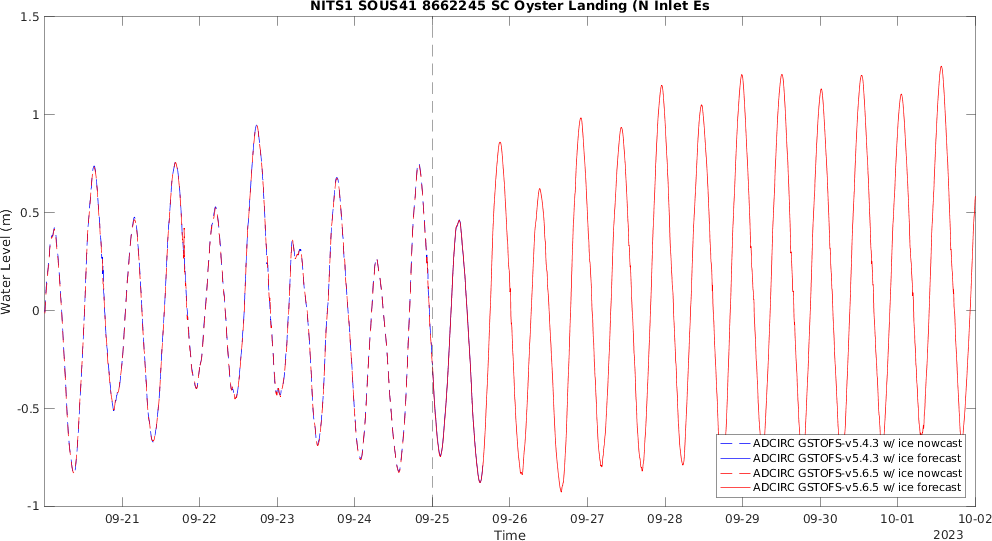 NITS1 SOUS41 8662245 SC Oyster Landing (N Inlet Es
1.5
1
0.5
0
-0.5
-1
Water Level (m)
ADCIRC GSTOFS-v5.4.3 w/ ice nowcast
ADCIRC GSTOFS-v5.4.3 w/ ice forecast
ADCIRC GSTOFS-v5.6.5 w/ ice nowcast
ADCIRC GSTOFS-v5.6.5 w/ ice forecast
09-21 09-22 09-23 09-24 09-25 09-26 09-27 09-28 09-29 09-30 10-01 10-02
Time
2023